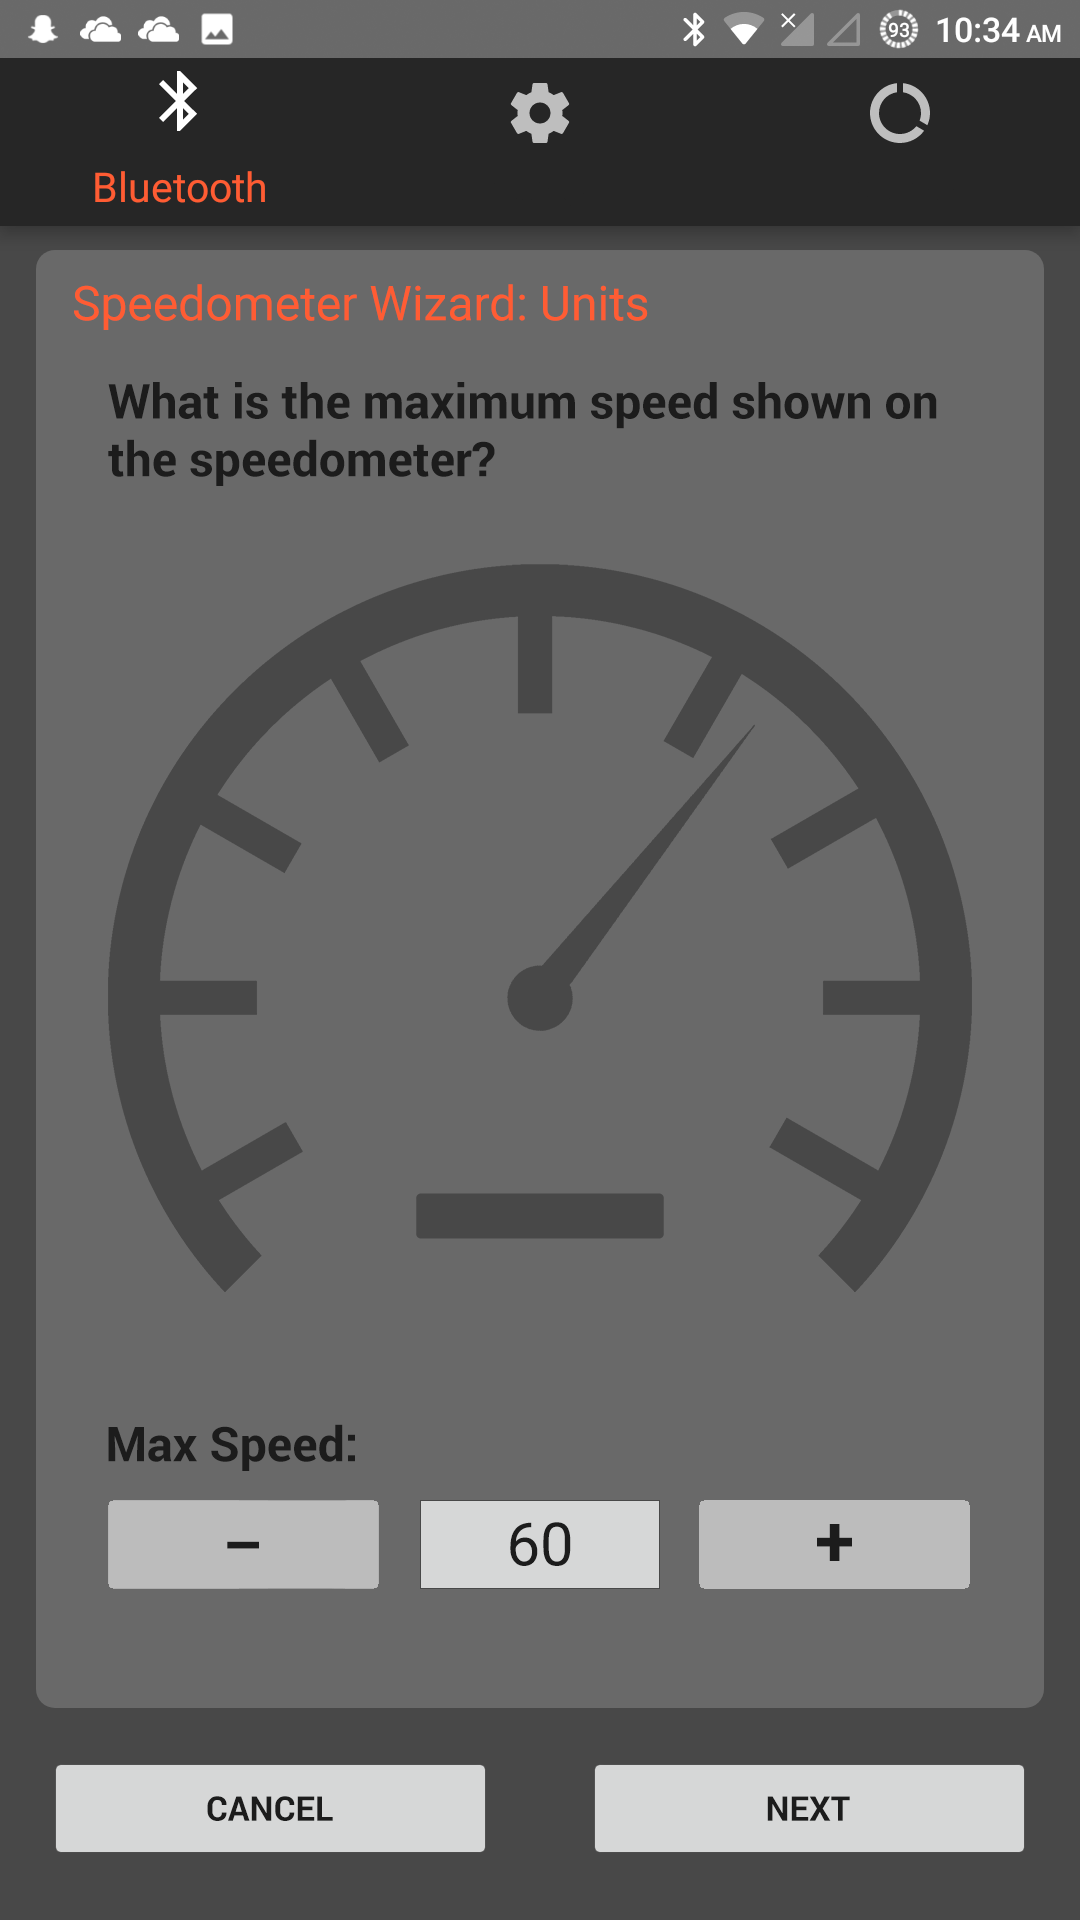 93 10:34 AM
Bluetooth
Speedometer Wizard: Units
What is the maximum speed shown on
the speedometer?
Max Speed:
– 60 +
CANCEL NEXT